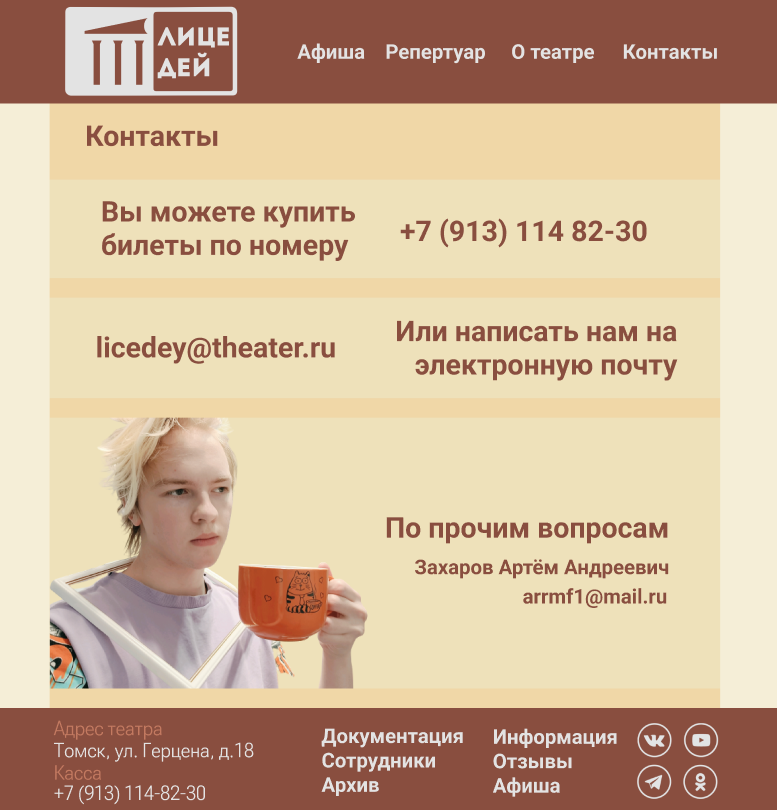 ЛИЦЕ
ДЕЙ
Афиша Репертуар О театре Контакты
Контакты
Вы можете купить
билеты по номеру
+7 (913) 114 82-30
licedey@theater.ru
Или написать нам на
электронную почту
По прочим вопросам
Захаров Артём Андреевич
arrmf1@mail.ru
Адрес театра
Томск, ул. Герцена, д.18
Касса
+7 (913) 114-82-30
Документация
Сотрудники
Архив
Информация
Отзывы
Афиша